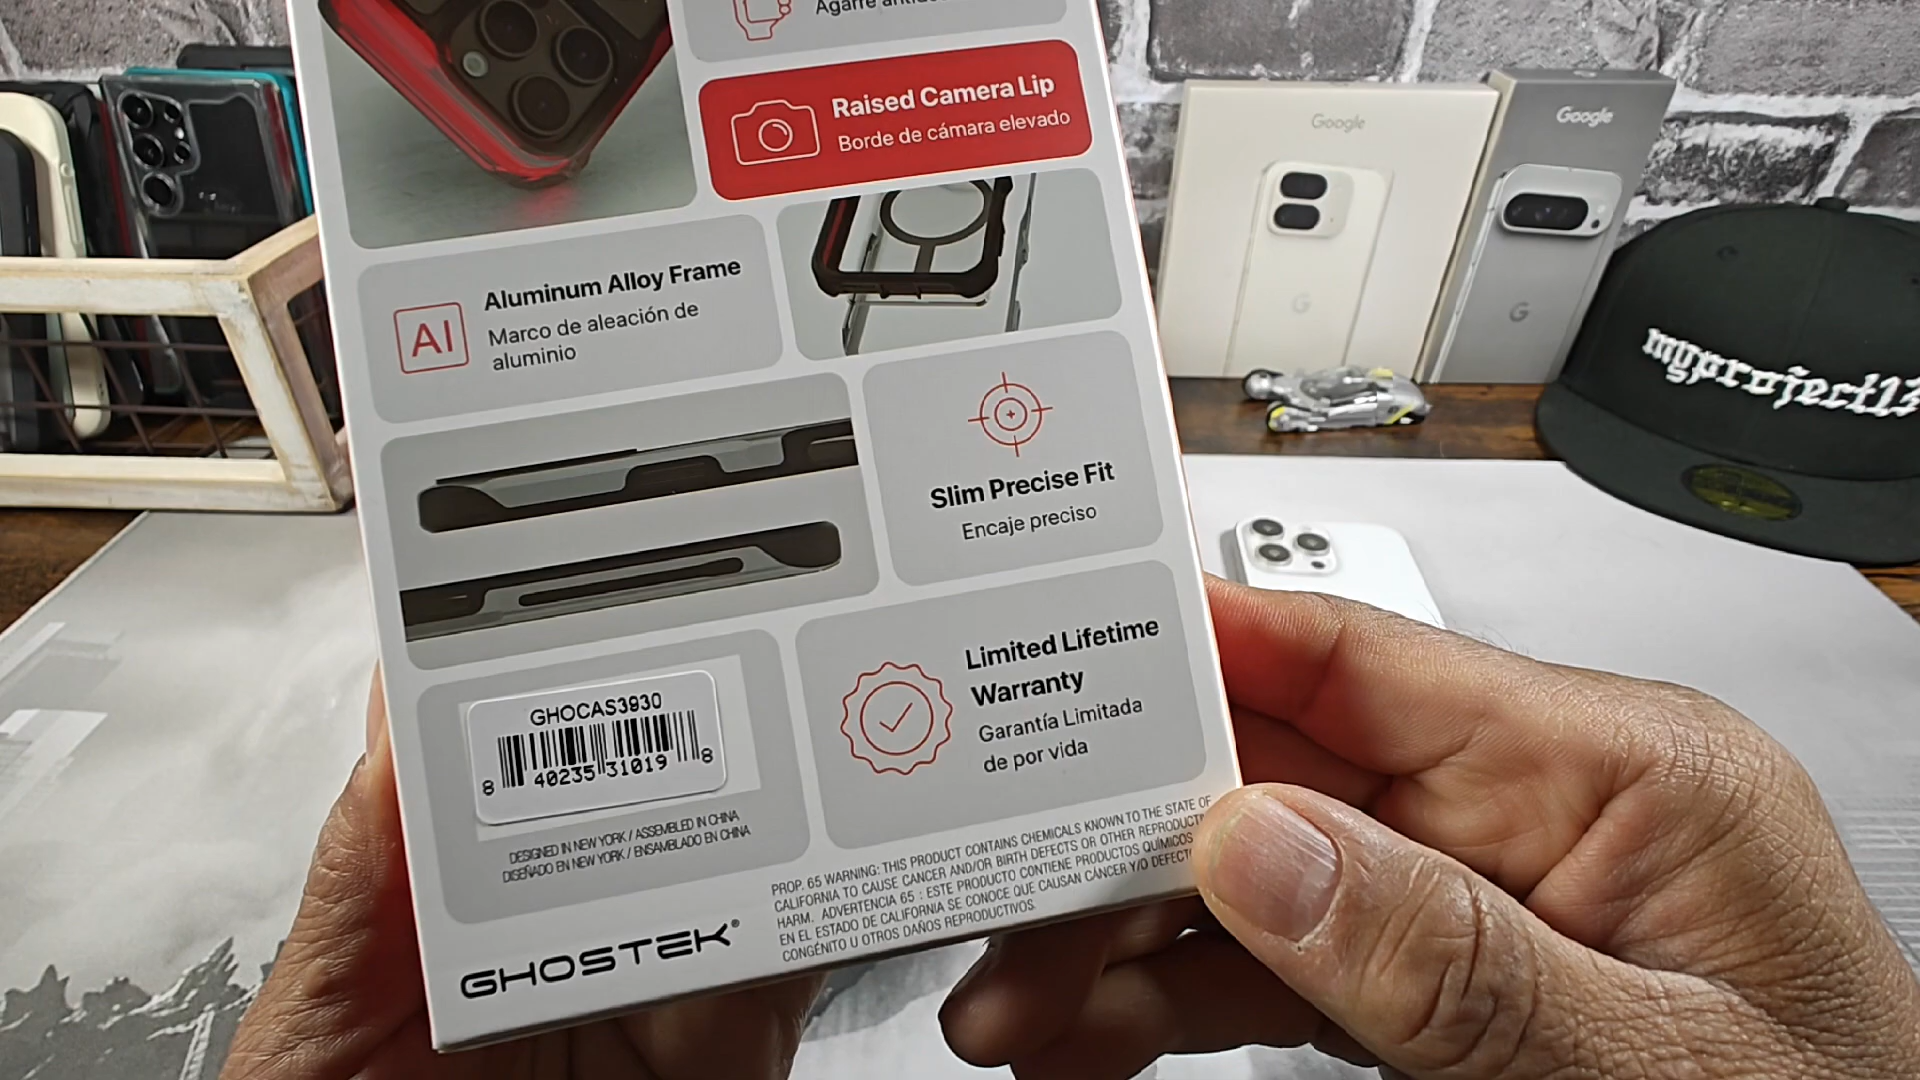 Agarre
Raised Camera Lip
Borde de cámara elevado
Al
Aluminum Alloy Frame
Marco de aleación de
aluminio
Slim Precise Fit
Encaje preciso
Limited Lifetime
Warranty
Garantía Limitada
de por vida
GHOCAS3930
8 40235 31019 8
DESIGNED IN NEW YORK / ASSEMBLED IN CHINA
DISEÑADO EN NEW YORK / ENSAMBLADO EN CHINA
PROP. 65 WARNING: THIS PRODUCT CONTAINS CHEMICALS KNOWN TO THE STATE OF
CALIFORNIA TO CAUSE CANCER AND/OR BIRTH DEFECTS OR OTHER
HARM. ADVERTENCIA 65 : ESTE PRODUCTO CONTIENE PRODUCTOS QUÍMICOS
EN EL ESTADO DE CALIFORNIA SE CONOCE QUE CAUSAN CÁNCER Y/O
CONGÉNITO U OTROS DAÑOS REPRODUCTIVOS.
GHOSTEK®
Google
Google
G
G
myproject13